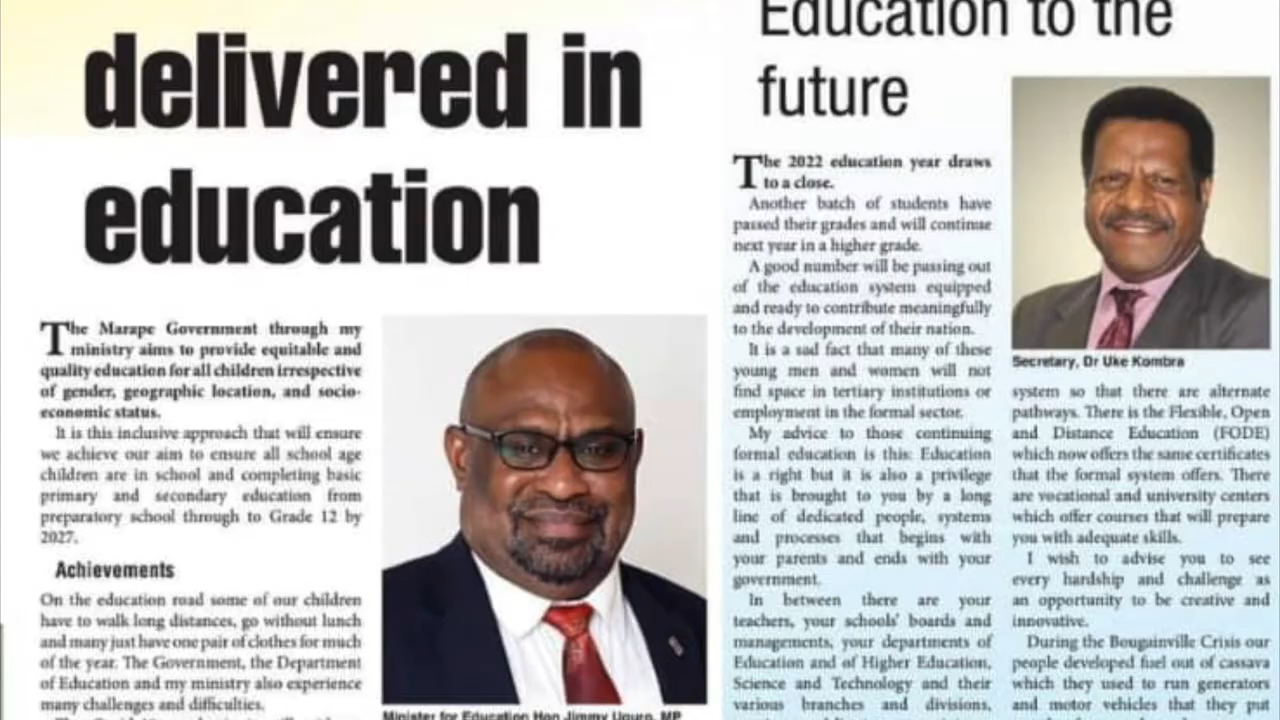 delivered in
education
The Marape Government through my
ministry aims to provide equitable and
quality education for all children irrespective
of gender, geographic location, and socio-
economic status.
It is this inclusive approach that will ensure
we achieve our aim to ensure all school age
children are in school and completing basic
primary and secondary education from
preparatory school through to Grade 12 by
2027.
Achievements
On the education road some of our children
have to walk long distances, go without lunch
and many just have one pair of clothes for much
of the year. The Government, the Department
of Education and my ministry also experience
many challenges and difficulties.
Minister for Education Hon Jimmy Uguro, MP
Education to the
future
The 2022 education year draws
to a close.
Another batch of students have
passed their grades and will continue
next year in a higher grade.
A good number will be passing out
of the education system equipped
and ready to contribute meaningfully
to the development of their nation.
It is a sad fact that many of these
young men and women will not
find space in tertiary institutions or
employment in the formal sector.
My advice to those continuing
formal education is this: Education
is a right but it is also a privilege
that is brought to you by a long
line of dedicated people, systems
and processes that begins with
your parents and ends with your
government.
In between there are your
teachers, your schools' boards and
managements, your departments of
Education and of Higher Education,
Science and Technology and their
various branches and divisions,
Secretary, Dr Uke Kombra
system so that there are alternate
pathways. There is the Flexible, Open
and Distance Education (FODE)
which now offers the same certificates
that the formal system offers. There
are vocational and university centers
which offer courses that will prepare
you with adequate skills.
I wish to advise you to see
every hardship and challenge as
an opportunity to be creative and
innovative.
During the Bougainville Crisis our
people developed fuel out of cassava
which they used to run generators
and motor vehicles that they put